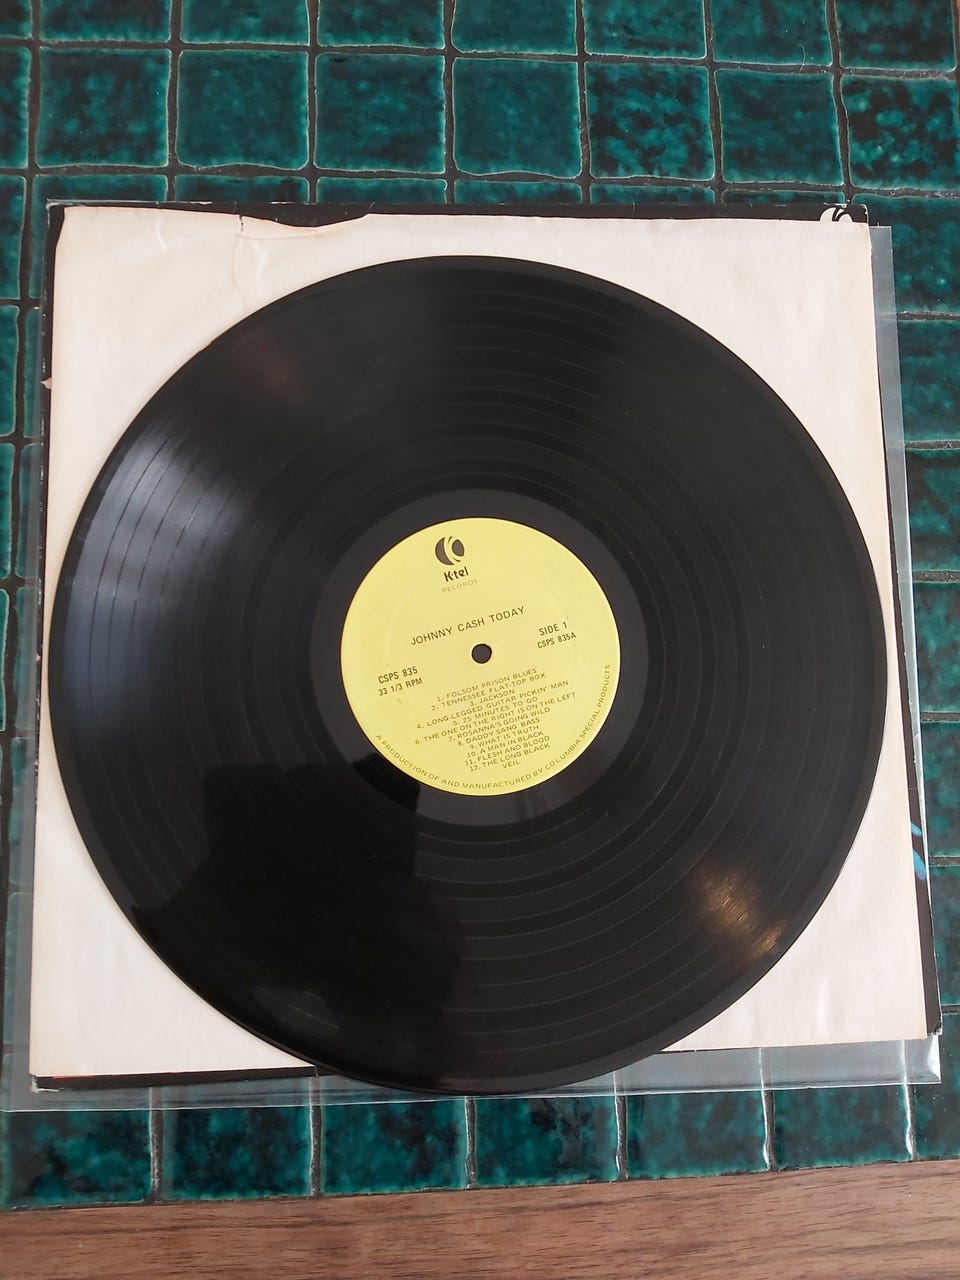 K-tel
RECORDS
JOHNNY CASH TODAY
CSPS 835
33 1/3 RPM
SIDE 1
CSPS 835A
1. FOLSOM PRISON BLUES
2. TENNESSEE FLAT-TOP BOX
3. JACKSON
4. LONG-LEGGED GUITAR PICKIN' MAN
5. 25 MINUTES TO GO
6. THE ONE ON THE RIGHT IS ON THE LEFT
7. ROSANNA'S GOING WILD
8. DADDY SANG BASS
9. WHAT IS TRUTH
10. A MAN IN BLACK
11. FLESH AND BLOOD
12. THE LONG BLACK
VEIL
A PRODUCTION OF AND MANUFACTURED BY COLUMBIA SPECIAL PRODUCTS